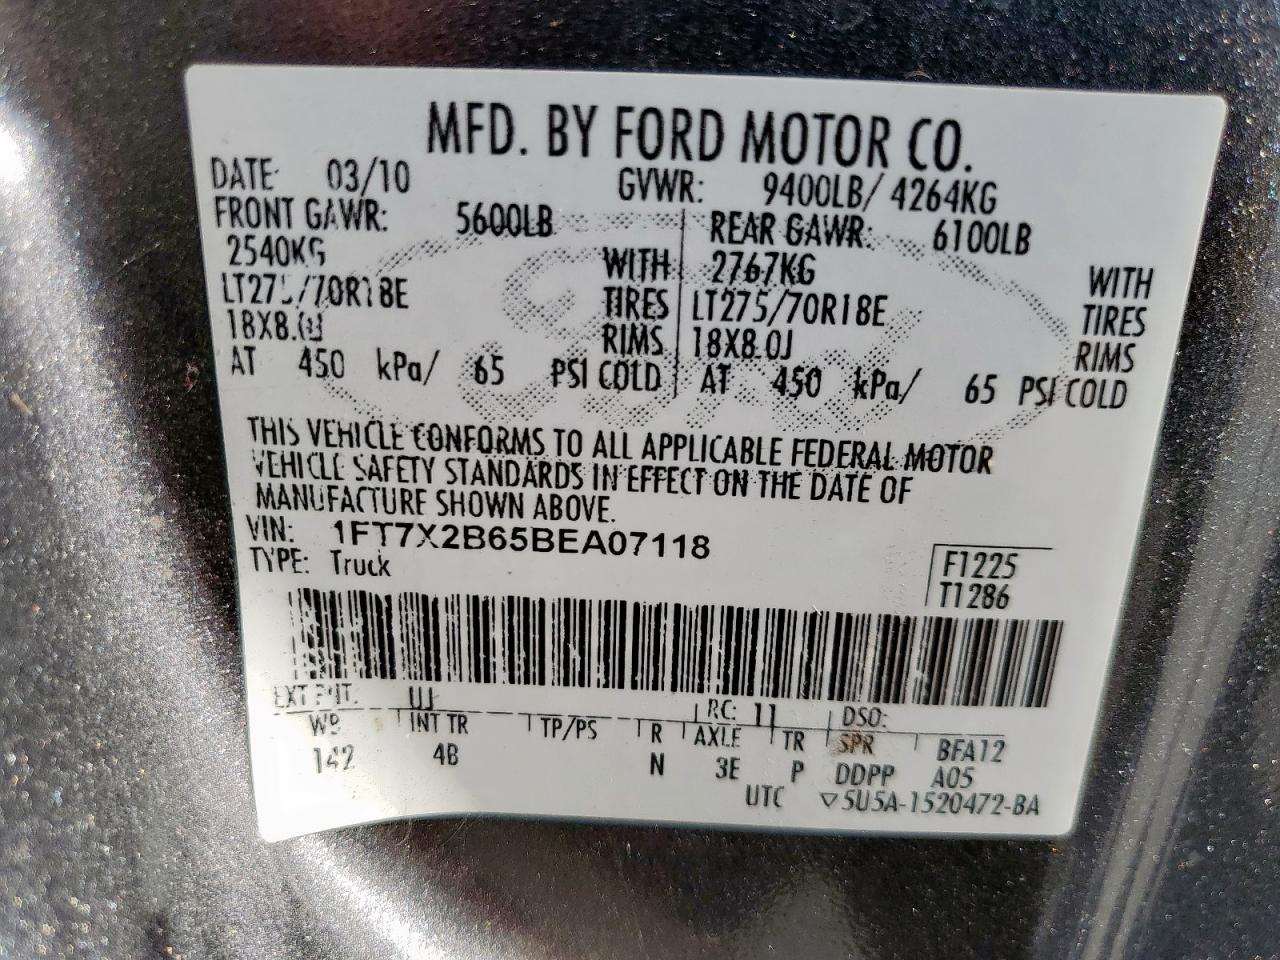 MFD. BY FORD MOTOR CO.
DATE: 03/10 GVWR: 9400LB/ 4264KG
FRONT GAWR: 5600LB REAR GAWR: 6100LB
2540KG WITH 2767KG WITH
LT275/70R18E TIRES LT275/70R18E TIRES
18X8.0J RIMS 18X8.0J RIMS
AT 450 kPa/ 65 PSI COLD AT 450 kPa/ 65 PSI COLD
THIS VEHICLE CONFORMS TO ALL APPLICABLE FEDERAL MOTOR
VEHICLE SAFETY STANDARDS IN EFFECT ON THE DATE OF
MANUFACTURE SHOWN ABOVE.
VIN: 1FT7X2B65BEA07118
TYPE: Truck
F1225
T1286
EXT PNT: UJ RC: 11 DSO:
WB INT TR TP/PS R AXLE TR SPR BFA12
142 4B N 3E P DDPP A05
UTC ▽5U5A-1520472-BA